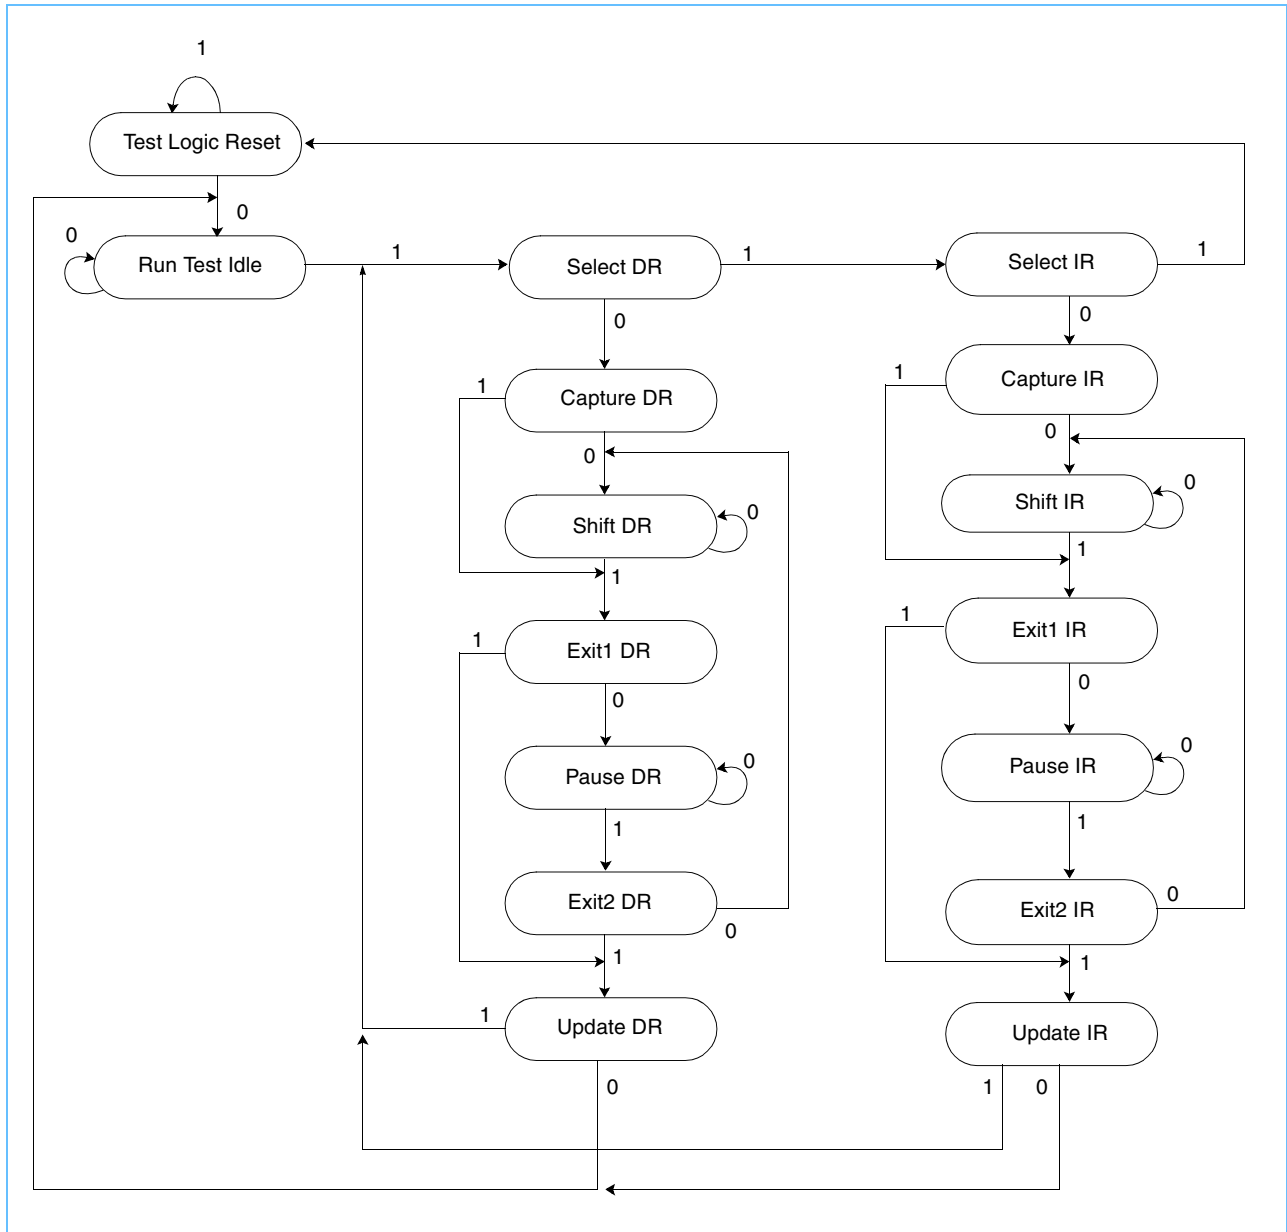 1
Test Logic Reset
0
0
Run Test Idle
1
Select DR
1
Select IR
1
0
0
1
Capture DR
1
Capture IR
0
0
Shift DR
0
Shift IR
0
1
1
1
Exit1 DR
1
Exit1 IR
0
0
Pause DR
0
Pause IR
0
1
1
Exit2 DR
0
Exit2 IR
0
1
1
1
Update DR
Update IR
0
1
0